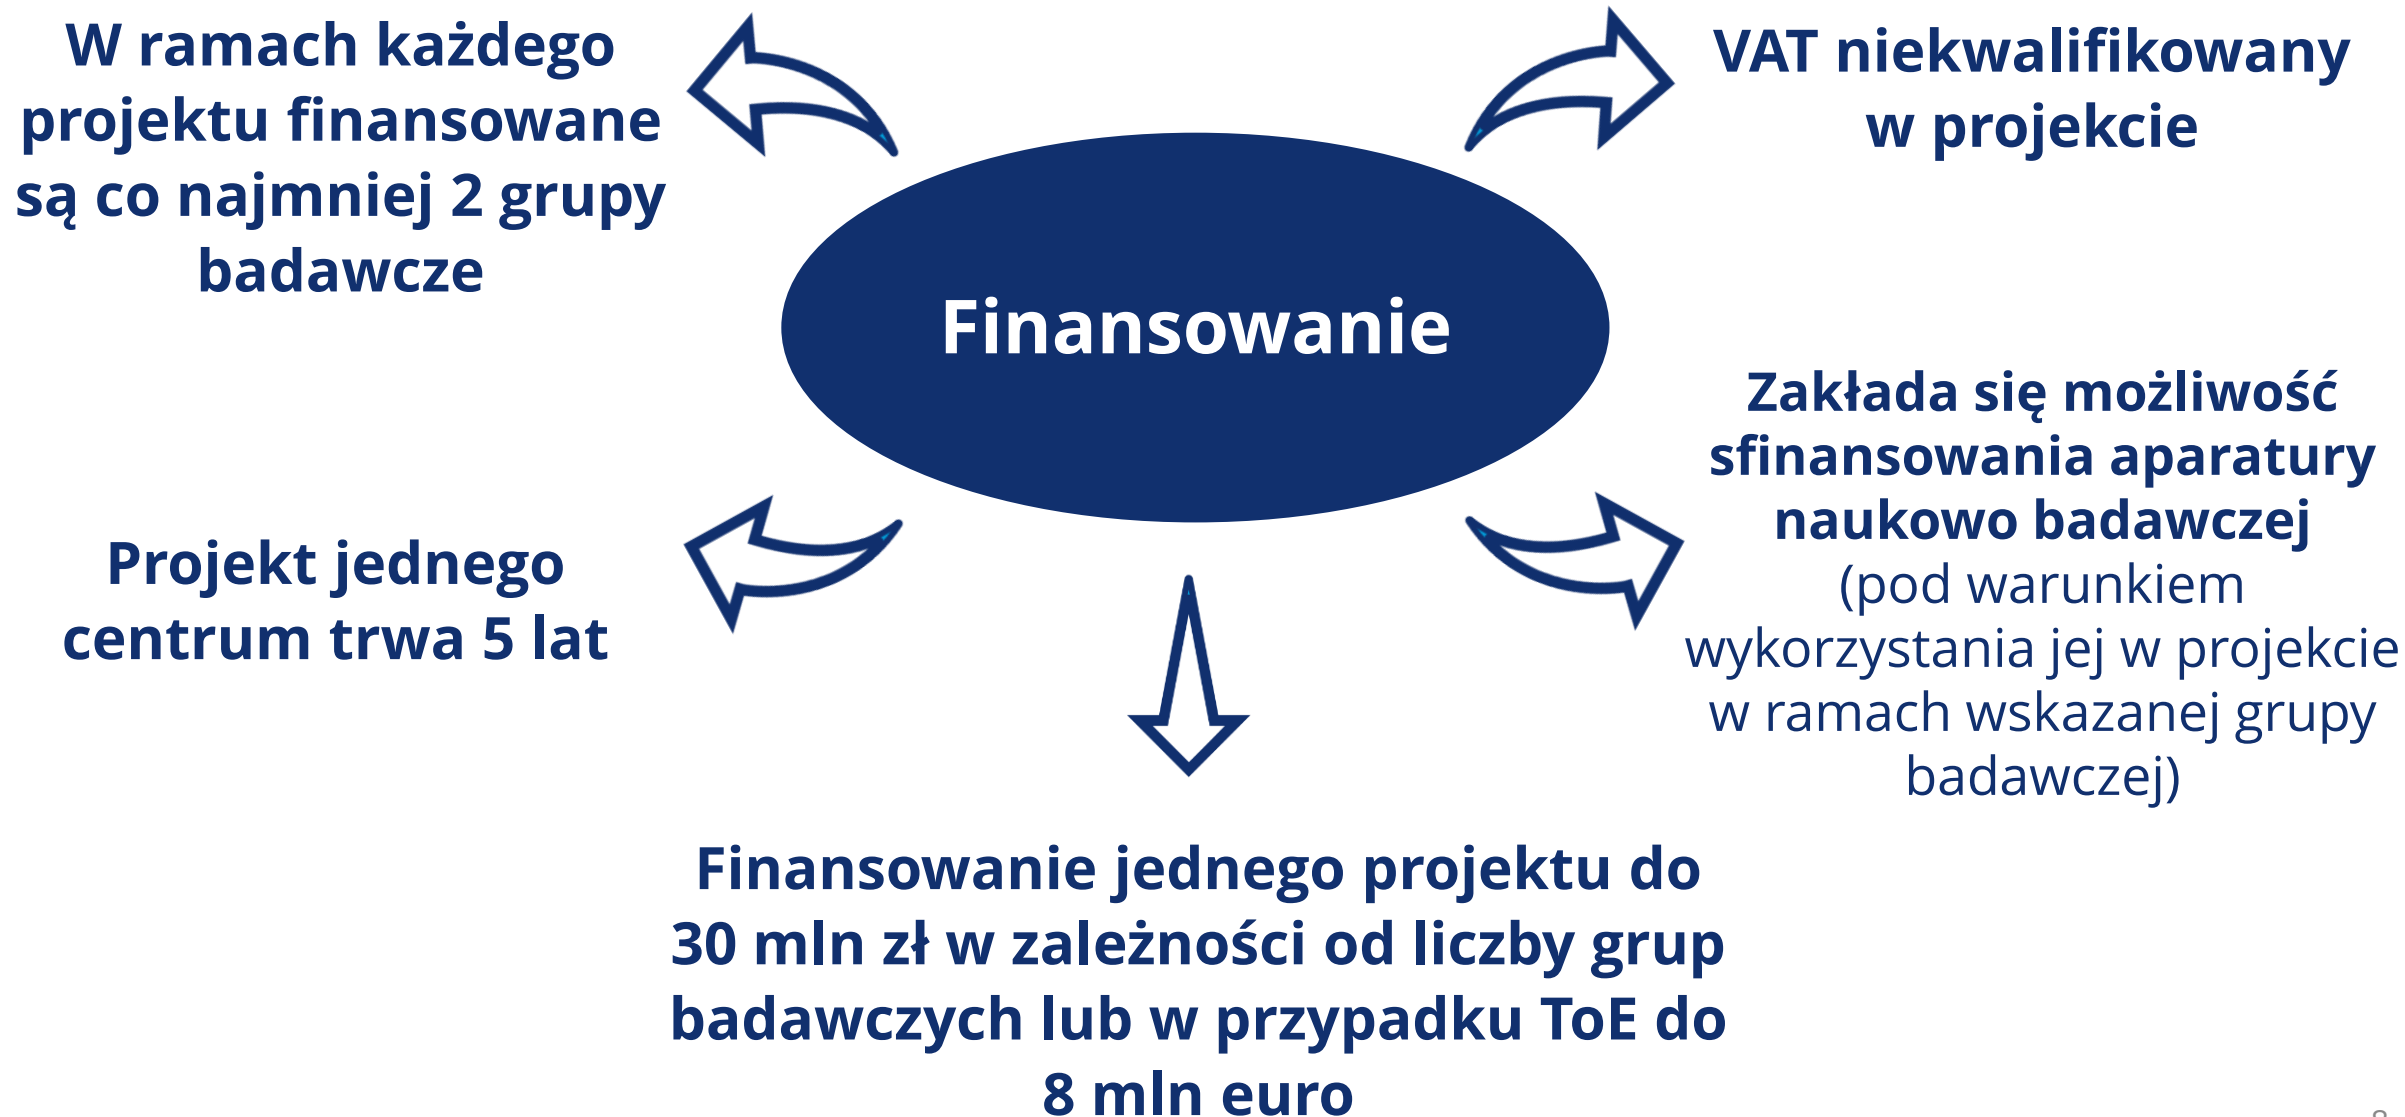 W ramach każdego
projektu finansowane
są co najmniej 2 grupy
badawcze
VAT niekwalifikowany
w projekcie
Finansowanie
Projekt jednego
centrum trwa 5 lat
Zakłada się możliwość
sfinansowania aparatury
naukowo badawczej
(pod warunkiem
wykorzystania jej w projekcie
w ramach wskazanej grupy
badawczej)
Finansowanie jednego projektu do
30 mln zł w zależności od liczby grup
badawczych lub w przypadku ToE do
8 mln euro